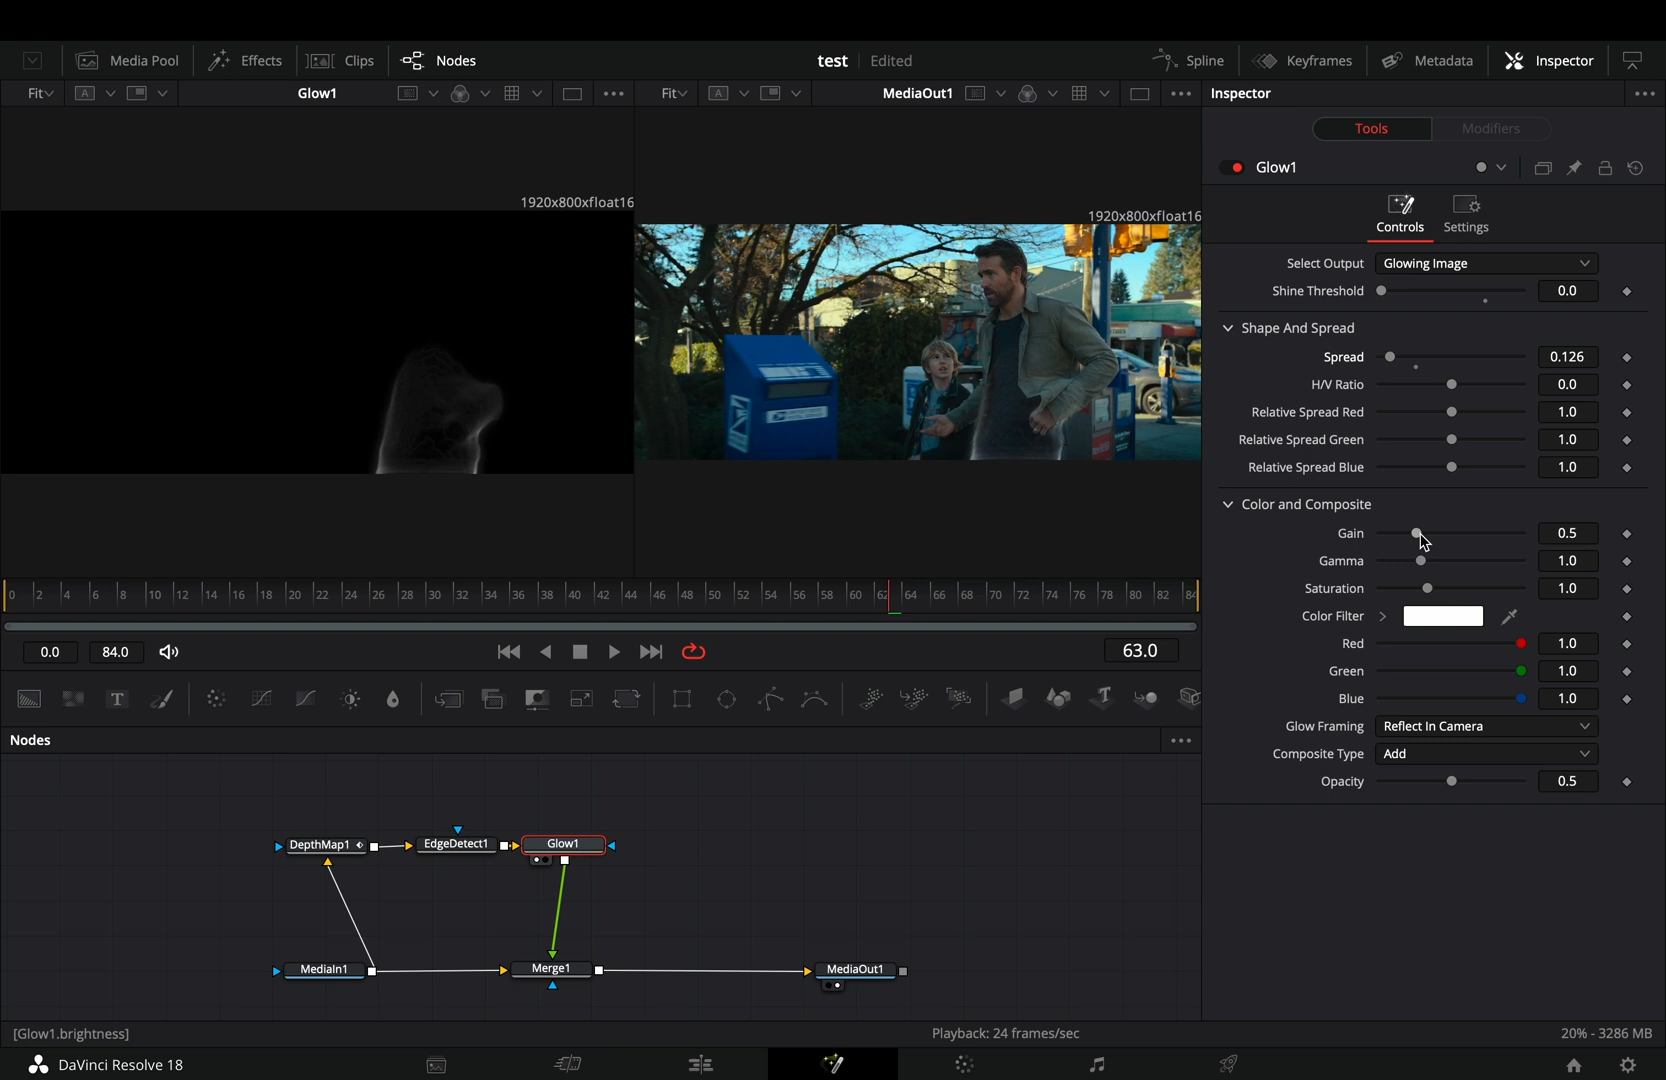 Media Pool Effects Clips Nodes test Edited Spline Keyframes Metadata Inspector
Fit A Glow1 Fit A MediaOut1 Inspector
Tools Modifiers
Glow1
1920x800xfloat16
1920x800xfloat16
Controls Settings
Select Output Glowing Image
Shine Threshold 0.0
Shape And Spread
Spread 0.126
H/V Ratio 0.0
Relative Spread Red 1.0
Relative Spread Green 1.0
Relative Spread Blue 1.0
Color and Composite
Gain 0.5
Gamma 1.0
Saturation 1.0
Color Filter
Red 1.0
Green 1.0
Blue 1.0
Glow Framing Reflect In Camera
Composite Type Add
Opacity 0.5
0 2 4 6 8 10 12 14 16 18 20 22 24 26 28 30 32 34 36 38 40 42 44 46 48 50 52 54 56 58 60 62 64 66 68 70 72 74 76 78 80 82 84
0.0 84.0 63.0
T T
Nodes
DepthMap1 EdgeDetect1 Glow1
MediaIn1 Merge1 MediaOut1
[Glow1.brightness] Playback: 24 frames/sec 20% - 3286 MB
DaVinci Resolve 18